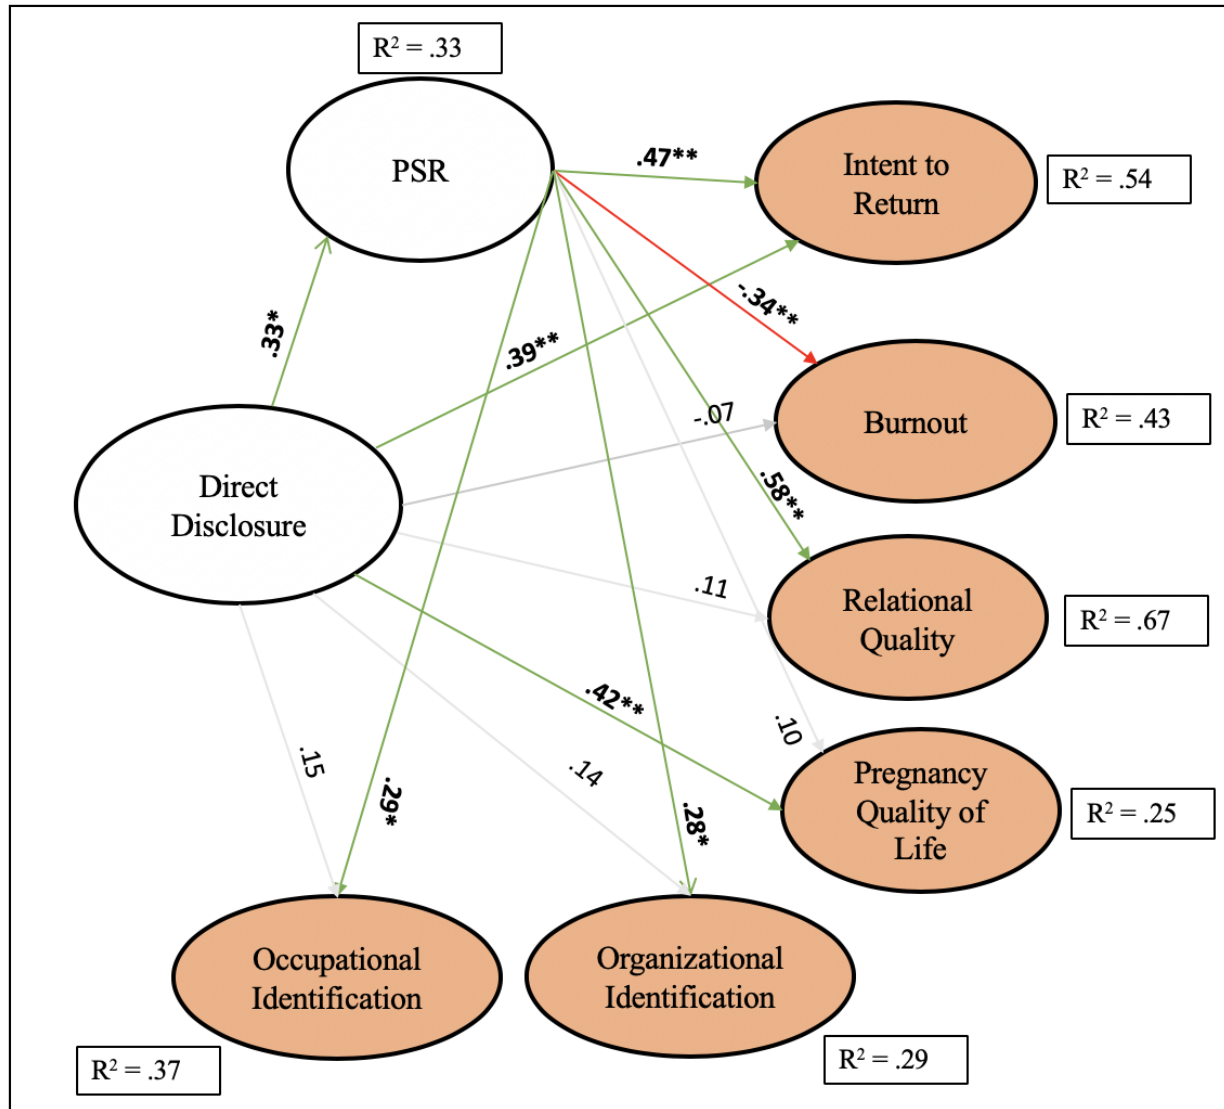 R² = .33
PSR
.47**
Intent to
Return
R² = .54
-.34**
.33*
.39**
-.07
Burnout
R² = .43
Direct
Disclosure
.58**
.11
Relational
Quality
R² = .67
.42**
.10
.15
.29*
.14
.28*
Pregnancy
Quality of
Life
R² = .25
Occupational
Identification
Organizational
Identification
R² = .37
R² = .29